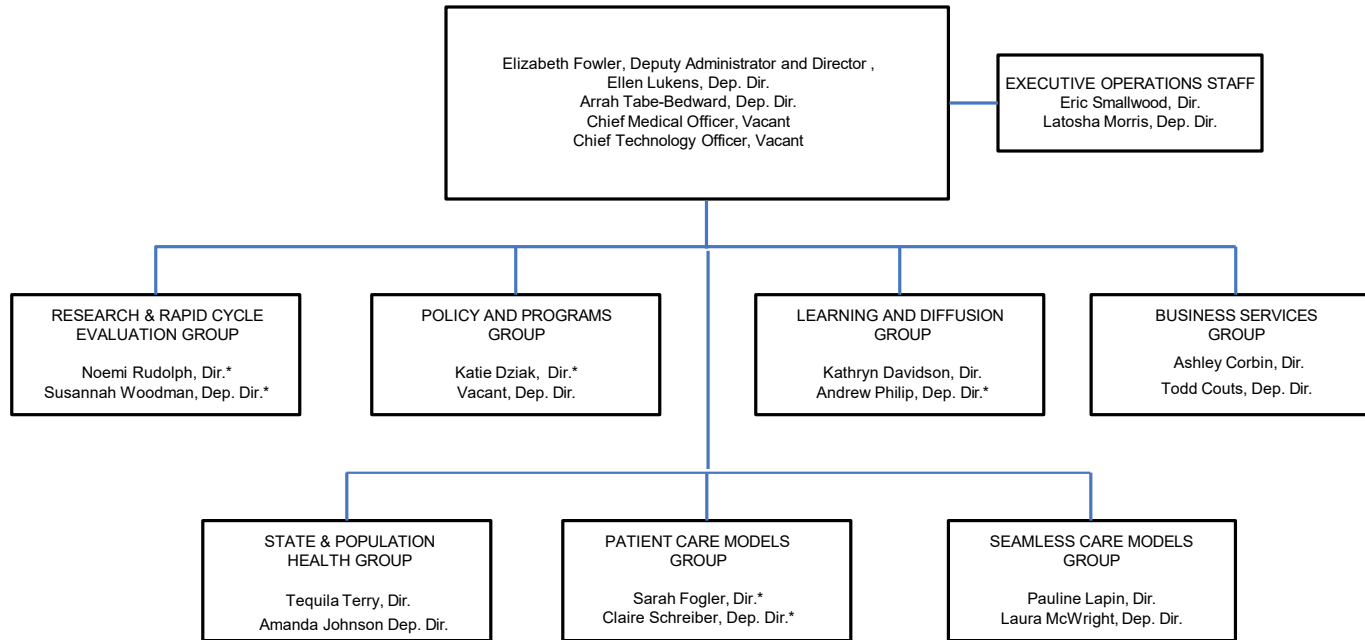 Elizabeth Fowler, Deputy Administrator and Director ,
Ellen Lukens, Dep. Dir.
Arrah Tabe-Bedward, Dep. Dir.
Chief Medical Officer, Vacant
Chief Technology Officer, Vacant
EXECUTIVE OPERATIONS STAFF
Eric Smallwood, Dir.
Latosha Morris, Dep. Dir.
RESEARCH & RAPID CYCLE
EVALUATION GROUP
Noemi Rudolph, Dir.*
Susannah Woodman, Dep. Dir.*
POLICY AND PROGRAMS
GROUP
Katie Dziak, Dir.*
Vacant, Dep. Dir.
LEARNING AND DIFFUSION
GROUP
Kathryn Davidson, Dir.
Andrew Philip, Dep. Dir.*
BUSINESS SERVICES
GROUP
Ashley Corbin, Dir.
Todd Couts, Dep. Dir.
STATE & POPULATION
HEALTH GROUP
Tequila Terry, Dir.
Amanda Johnson Dep. Dir.
PATIENT CARE MODELS
GROUP
Sarah Fogler, Dir.*
Claire Schreiber, Dep. Dir.*
SEAMLESS CARE MODELS
GROUP
Pauline Lapin, Dir.
Laura McWright, Dep. Dir.